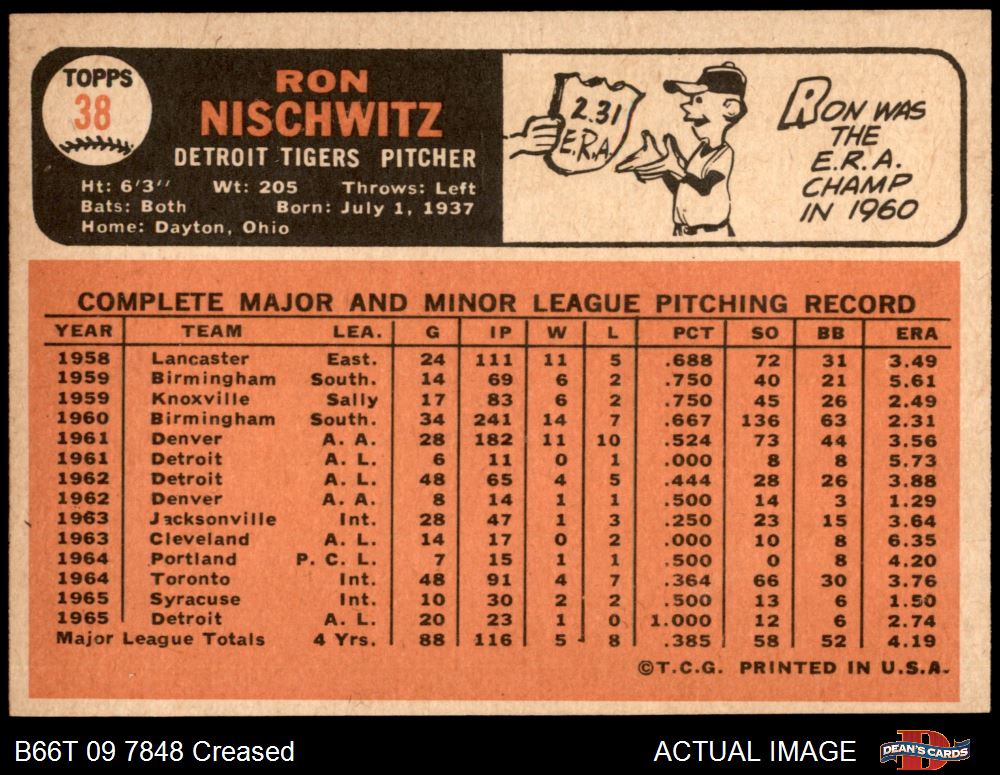 TOPPS
38
RON
NISCHWITZ
DETROIT TIGERS PITCHER
Ht: 6'3" Wt: 205 Throws: Left
Bats: Both Born: July 1, 1937
Home: Dayton, Ohio
2.31
E.R.A.
RON WAS
THE
E.R.A.
CHAMP
IN 1960
COMPLETE MAJOR AND MINOR LEAGUE PITCHING RECORD
YEAR TEAM LEA. G IP W L PCT SO BB ERA
1958 Lancaster East. 24 111 11 5 .688 72 31 3.49
1959 Birmingham South. 14 69 6 2 .750 40 21 5.61
1959 Knoxville Sally 17 83 6 2 .750 45 26 2.49
1960 Birmingham South. 34 241 14 7 .667 136 63 2.31
1961 Denver A. A. 28 182 11 10 .524 73 44 3.56
1961 Detroit A. L. 6 11 0 1 .000 8 8 5.73
1962 Detroit A. L. 48 65 4 5 .444 28 26 3.88
1962 Denver A. A. 8 14 1 1 .500 14 3 1.29
1963 Jacksonville Int. 28 47 1 3 .250 23 15 3.64
1963 Cleveland A. L. 14 17 0 2 .000 10 8 6.35
1964 Portland P. C. L. 7 15 1 1 .500 0 8 4.20
1964 Toronto Int. 48 91 4 7 .364 66 30 3.76
1965 Syracuse Int. 10 30 2 2 .500 13 6 1.50
1965 Detroit A. L. 20 23 1 0 1.000 12 6 2.74
Major League Totals 4 Yrs. 88 116 5 8 .385 58 52 4.19
©T.C.G. PRINTED IN U.S.A.
B66T 09 7848 Creased ACTUAL IMAGE DEAN'S CARDS